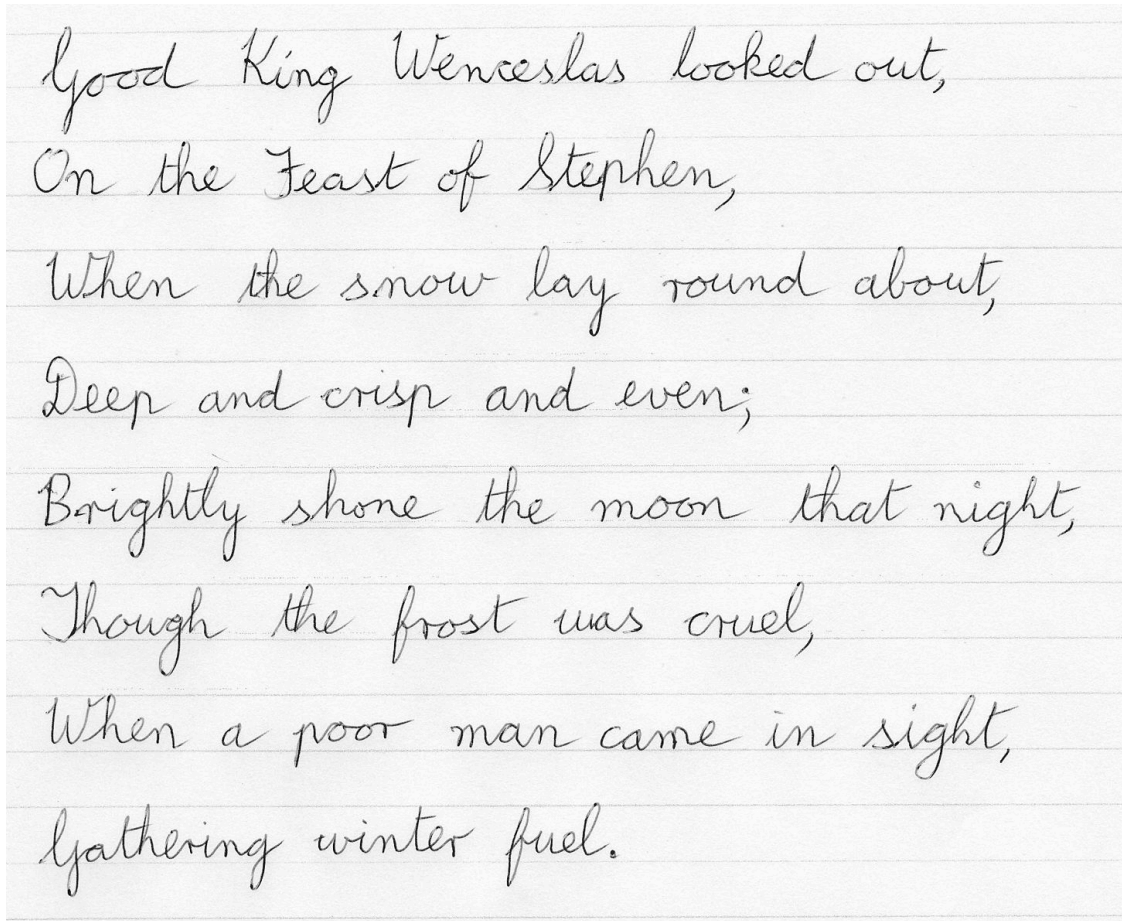 Good King Wenceslas looked out,
On the Feast of Stephen,
When the snow lay round about,
Deep and crisp and even;
Brightly shone the moon that night,
Though the frost was cruel,
When a poor man came in sight,
Gathering winter fuel.